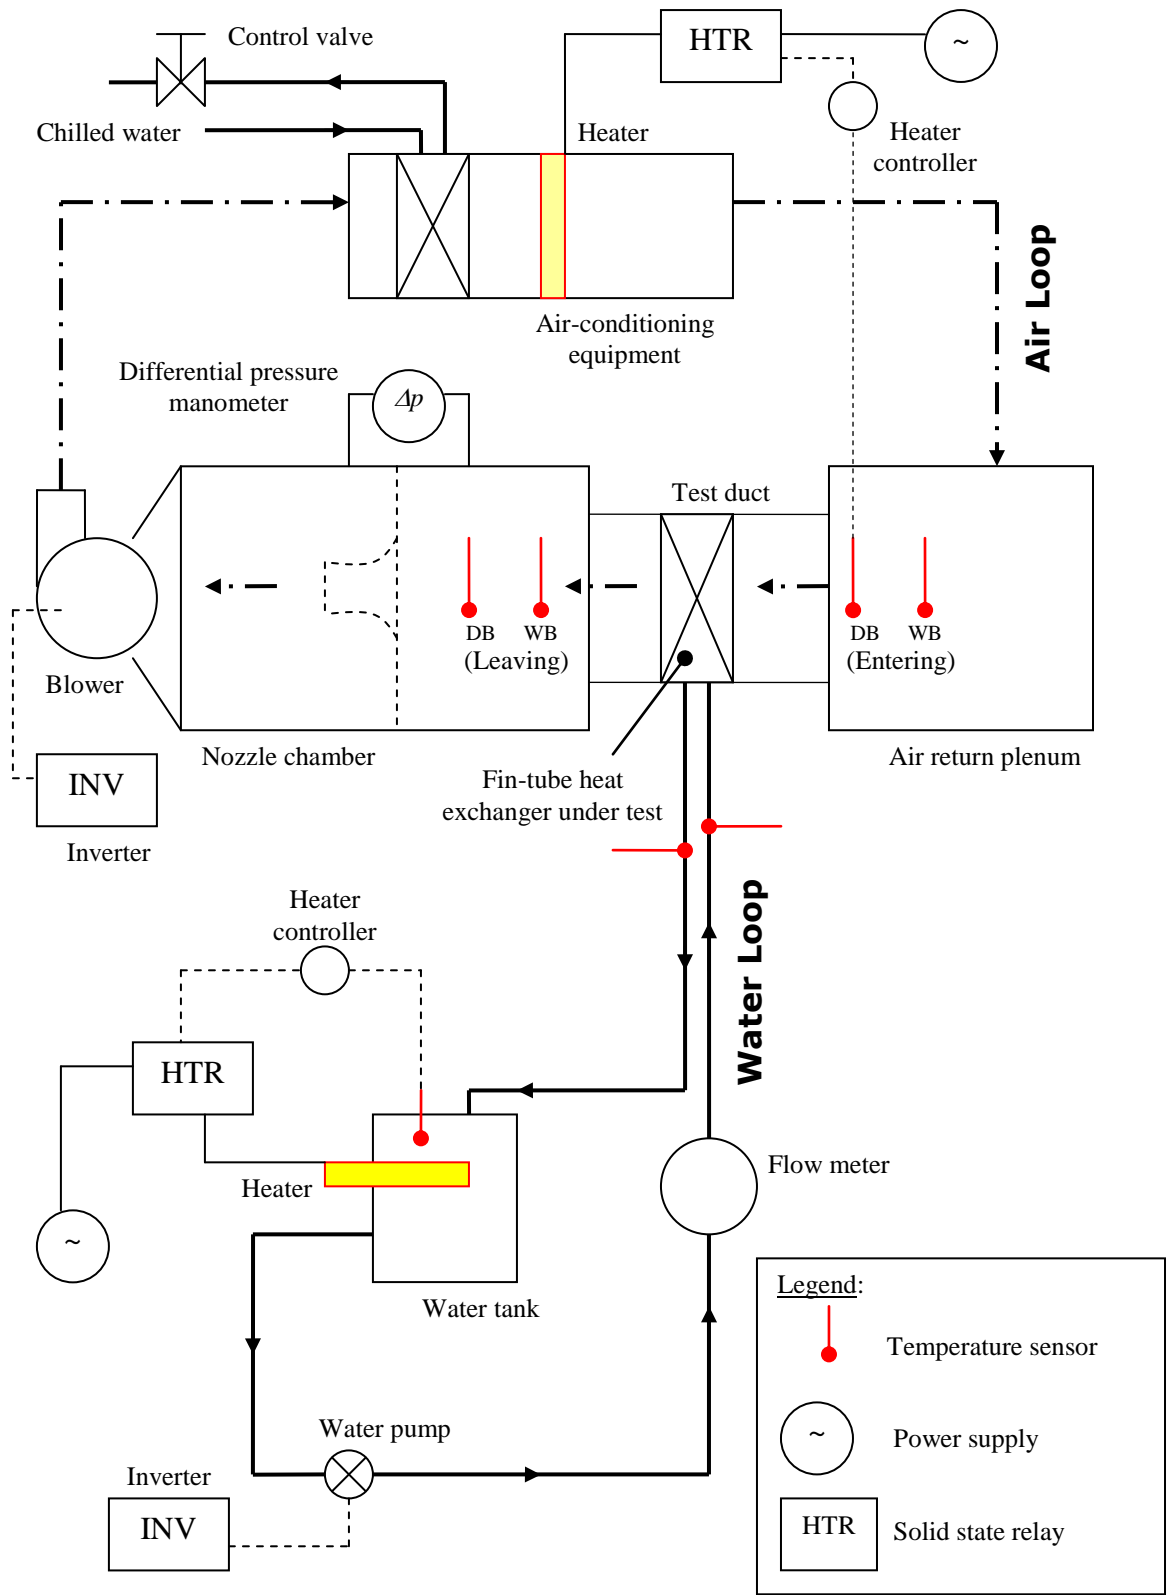 Control valve
HTR
~
Chilled water
Heater
Heater
controller
Air Loop
Air-conditioning
equipment
Differential pressure
manometer
Δp
Test duct
DB
WB
(Leaving)
DB
WB
(Entering)
Blower
Nozzle chamber
Air return plenum
INV
Fin-tube heat
exchanger under test
Inverter
Heater
controller
Water Loop
HTR
Flow meter
Heater
~
Water tank
Legend:
Temperature sensor
Water pump
~
Power supply
Inverter
INV
HTR
Solid state relay